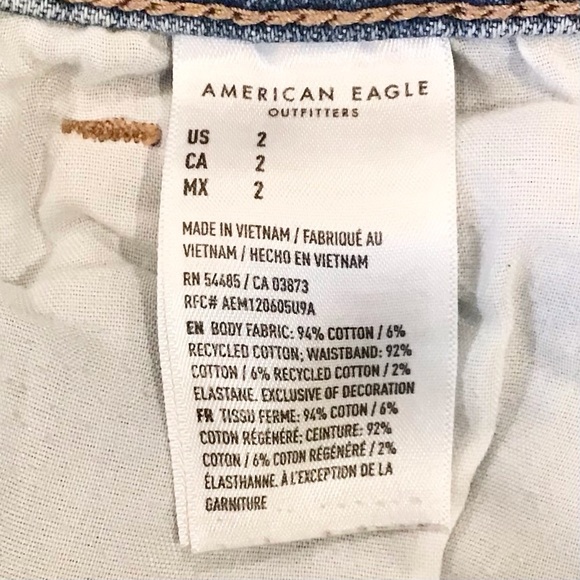 AMERICAN EAGLE
OUTFITTERS
US 2
CA 2
MX 2
MADE IN VIETNAM / FABRIQUÉ AU
VIETNAM / HECHO EN VIETNAM
RN 54485 / CA 03873
RFC# AEM120605U9A
EN BODY FABRIC: 94% COTTON / 6%
RECYCLED COTTON; WAISTBAND: 92%
COTTON / 6% RECYCLED COTTON / 2%
ELASTANE. EXCLUSIVE OF DECORATION
FR TISSU FERME: 94% COTON / 6%
COTON RÉGÉNÉRÉ; CEINTURE: 92%
COTON / 6% COTON RÉGÉNÉRÉ / 2%
ÉLASTHANNE. À L'EXCEPTION DE LA
GARNITURE